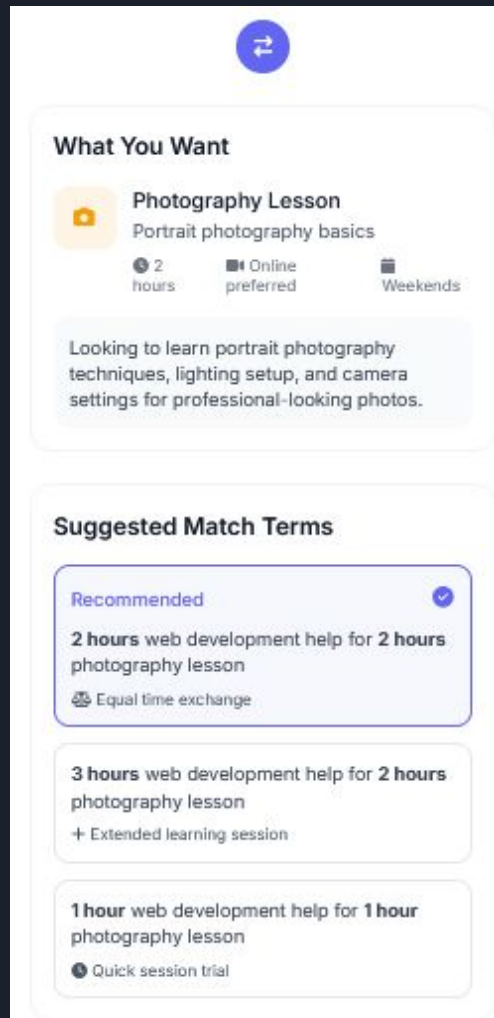 What You Want
Photography Lesson
Portrait photography basics
2
hours
Online
preferred
Weekends
Looking to learn portrait photography
techniques, lighting setup, and camera
settings for professional-looking photos.
Suggested Match Terms
Recommended
2 hours web development help for 2 hours
photography lesson
Equal time exchange
3 hours web development help for 2 hours
photography lesson
+ Extended learning session
1 hour web development help for 1 hour
photography lesson
Quick session trial